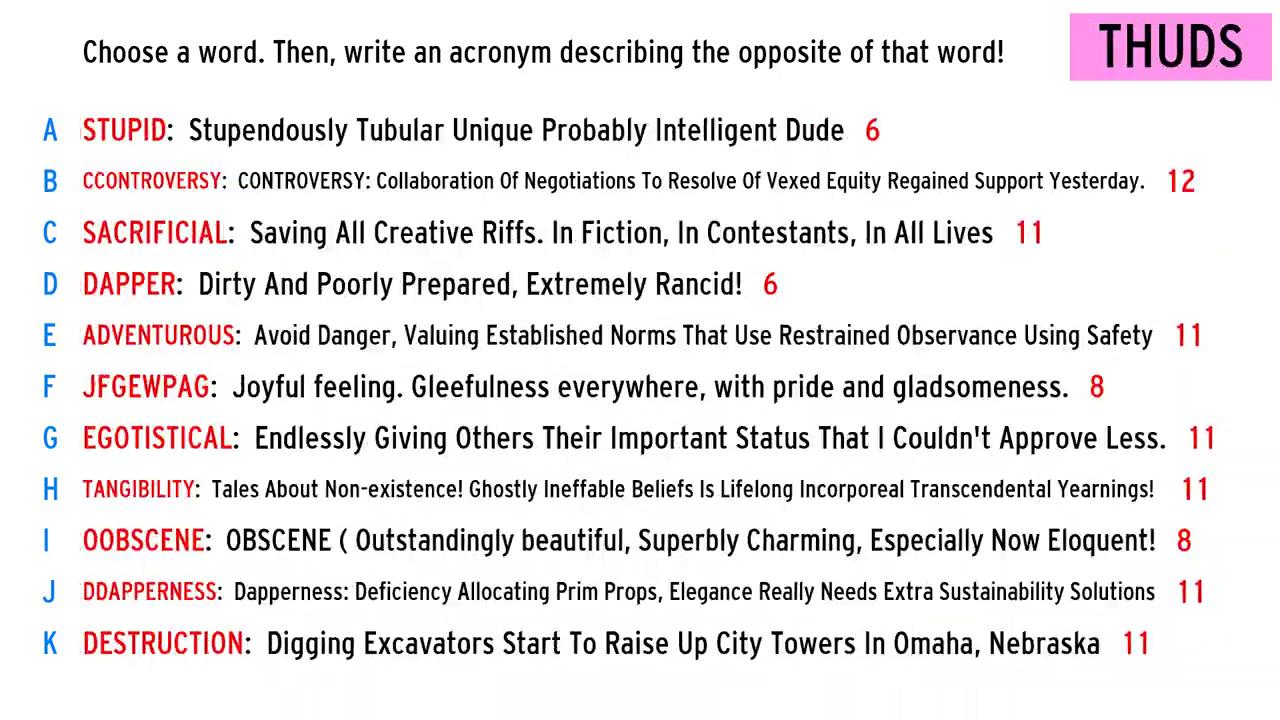 Choose a word. Then, write an acronym describing the opposite of that word!
THUDS
A STUPID: Stupendously Tubular Unique Probably Intelligent Dude 6
B CCONTROVERSY: CONTROVERSY: Collaboration Of Negotiations To Resolve Of Vexed Equity Regained Support Yesterday. 12
C SACRIFICIAL: Saving All Creative Riffs. In Fiction, In Contestants, In All Lives 11
D DAPPER: Dirty And Poorly Prepared, Extremely Rancid! 6
E ADVENTUROUS: Avoid Danger, Valuing Established Norms That Use Restrained Observance Using Safety 11
F JFGEWPAG: Joyful feeling. Gleefulness everywhere, with pride and gladsomeness. 8
G EGOTISTICAL: Endlessly Giving Others Their Important Status That I Couldn't Approve Less. 11
H TANGIBILITY: Tales About Non-existence! Ghostly Ineffable Beliefs Is Lifelong Incorporeal Transcendental Yearnings! 11
I OOBSCENE: OBSCENE ( Outstandingly beautiful, Superbly Charming, Especially Now Eloquent! 8
J DDAPPERNESS: Dapperness: Deficiency Allocating Prim Props, Elegance Really Needs Extra Sustainability Solutions 11
K DESTRUCTION: Digging Excavators Start To Raise Up City Towers In Omaha, Nebraska 11